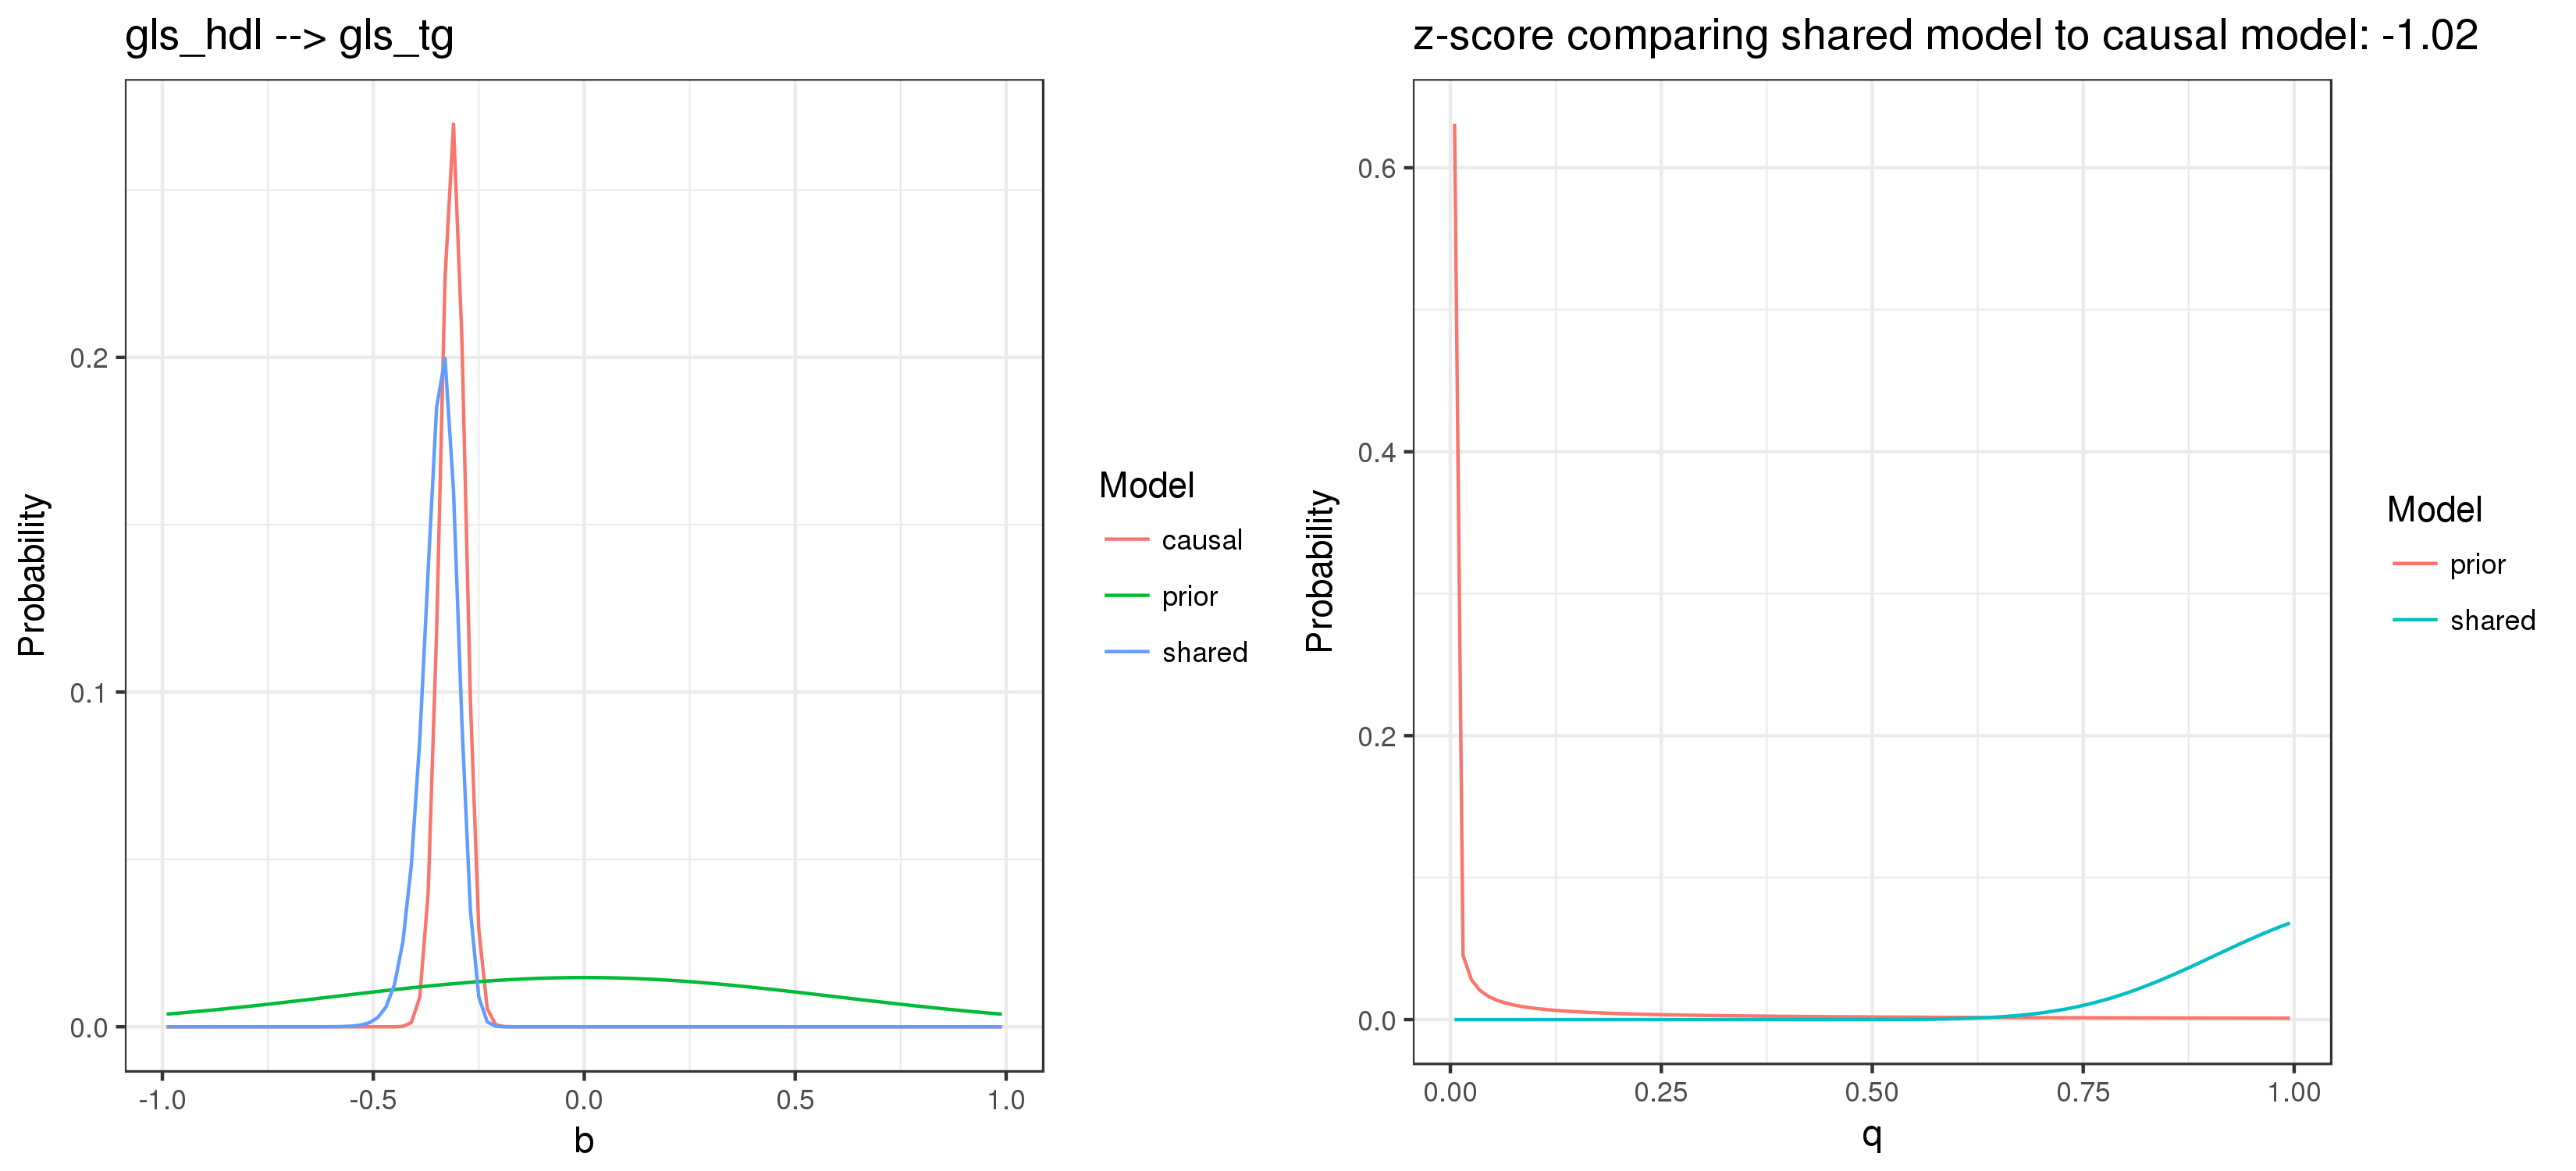 gls_hdl --> gls_tg
Probability
0.2
0.1
0.0
-1.0
-0.5
0.0
0.5
1.0
b
Model
causal
prior
shared
z-score comparing shared model to causal model: -1.02
Probability
0.6
0.4
0.2
0.0
0.00
0.25
0.50
0.75
1.00
q
Model
prior
shared